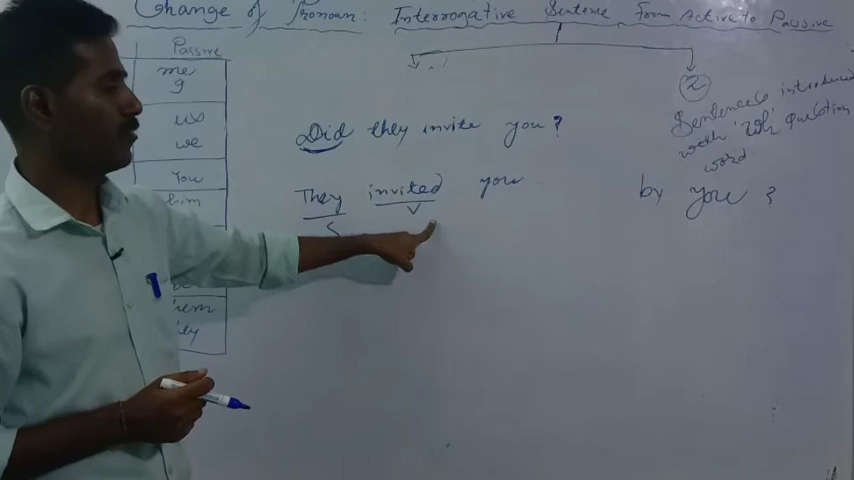 Change of Pronoun: Interrogative Sentence From Active to Passive
Passive
me
us
we
You
him
2
Sentences introduced
with 'Wh' question
word
Did they invite you?
They invited you
by you ?
S
V